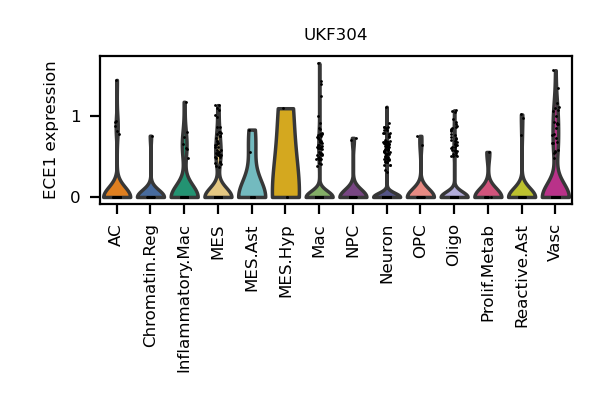 UKF304
ECE1 expression
1
0
AC
Chromatin.Reg
Inflammatory.Mac
MES
MES.Ast
MES.Hyp
Mac
NPC
Neuron
OPC
Oligo
Prolif.Metab
Reactive.Ast
Vasc